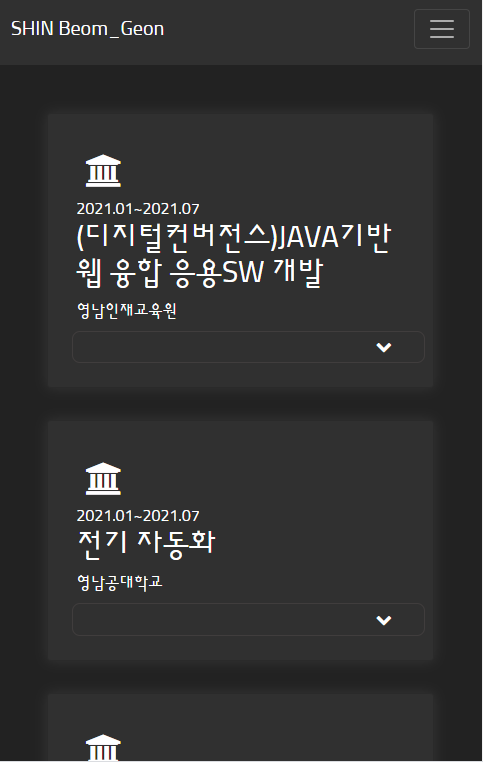 SHIN Beom_Geon
2021.01~2021.07
(디지털컨버전스)JAVA기반
웹 융합 응용SW 개발
영남인재교육원
2021.01~2021.07
전기 자동화
영남공대학교